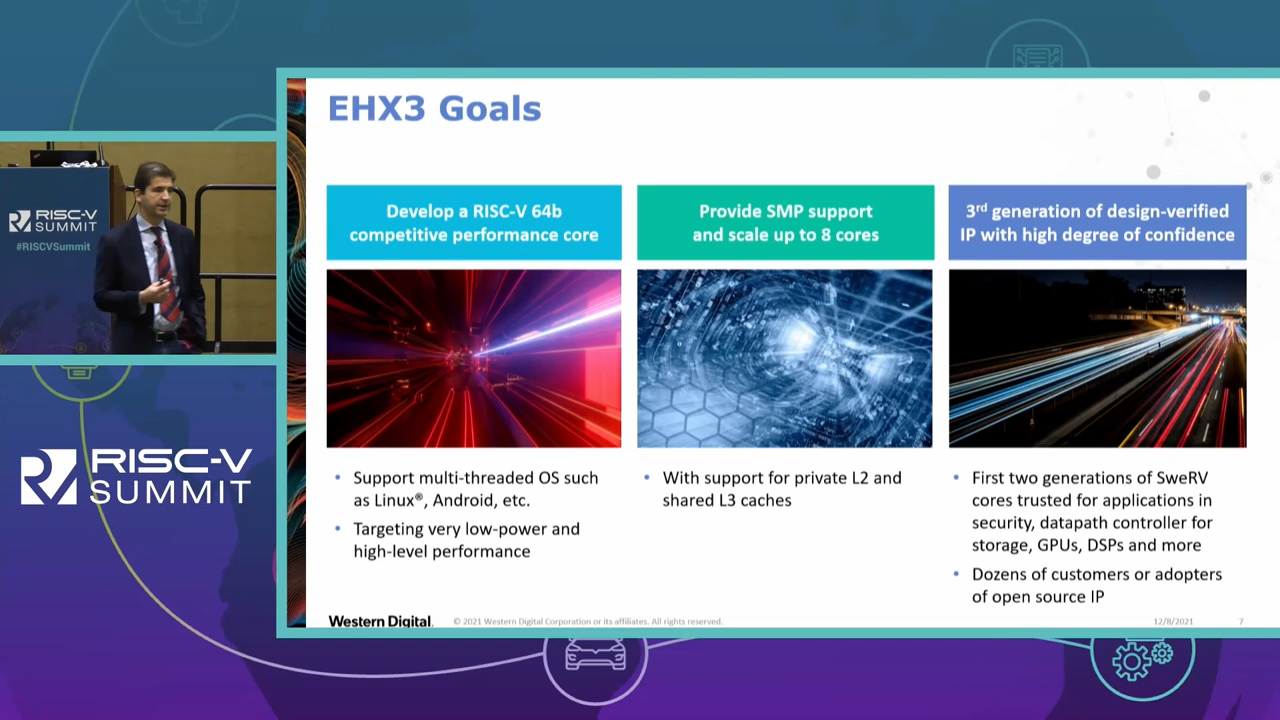 EHX3 Goals
Develop a RISC-V 64b
competitive performance core
Provide SMP support
and scale up to 8 cores
3rd generation of design-verified
IP with high degree of confidence
• Support multi-threaded OS such
as Linux®, Android, etc.
• Targeting very low-power and
high-level performance
• With support for private L2 and
shared L3 caches
• First two generations of SweRV
cores trusted for applications in
security, datapath controller for
storage, GPUs, DSPs and more
• Dozens of customers or adopters
of open source IP
Western Digital.
© 2021 Western Digital Corporation or its affiliates. All rights reserved.
12/8/2021
7
RISC-V
SUMMIT
#RISCVSummit
RISC-V
SUMMIT